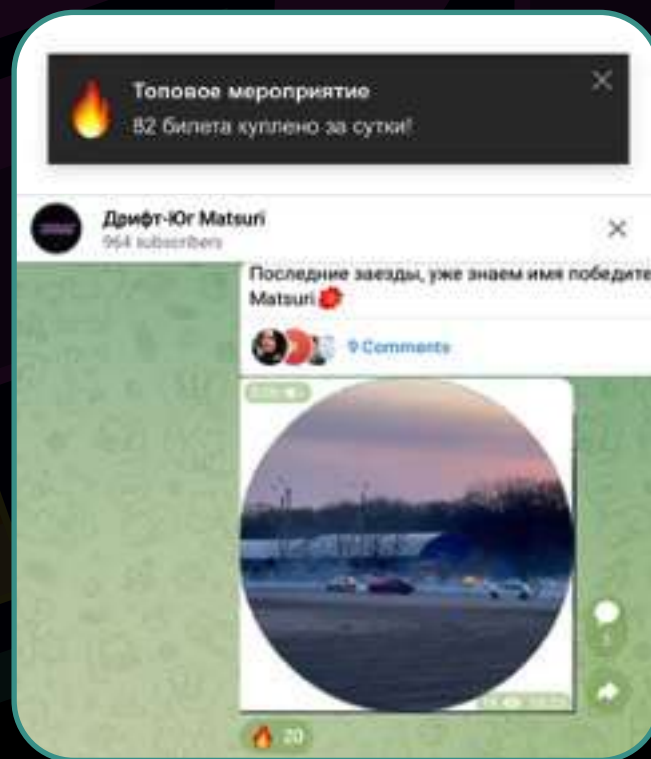 Топовое мероприятие
82 билета куплено за сутки!
Дрифт-Юг Matsuri
964 subscribers
Последние заезды, уже знаем имя победите
Matsuri
9 Comments
1
20